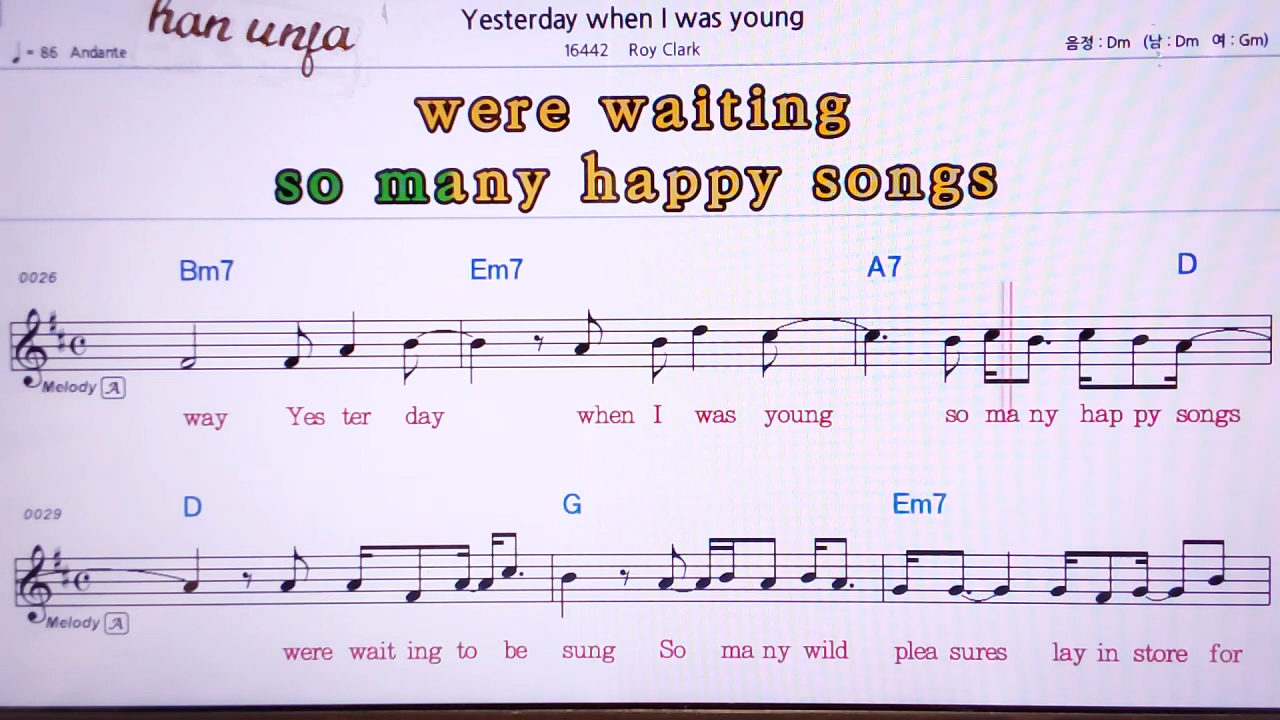 han unfa
Yesterday when I was young
♩= 86 Andante
16442 Roy Clark
음정 : Dm (남 : Dm 여 : Gm)
were waiting
so many happy songs
0026 Bm7 Em7 A7 D
Melody A
way Yes ter day when I was young so ma ny hap py songs
0029 D G Em7
Melody A
were wait ing to be sung So ma ny wild plea sures lay in store for